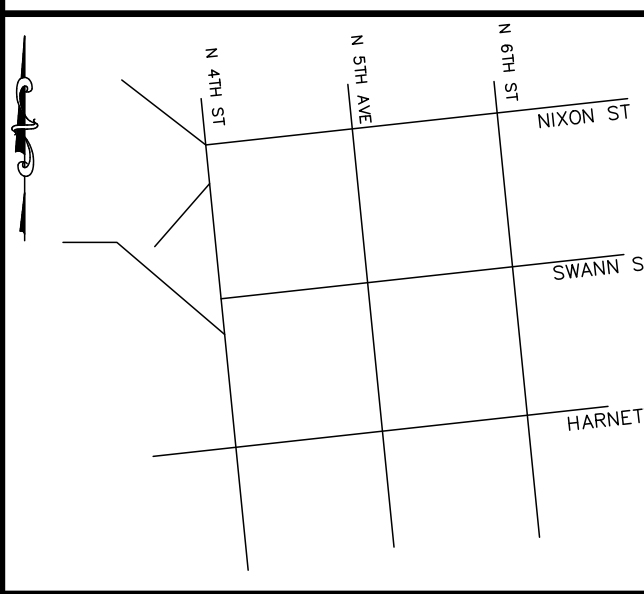 N 4TH ST
N 5TH AVE
N 6TH ST
NIXON ST
SWANN S
HARNET